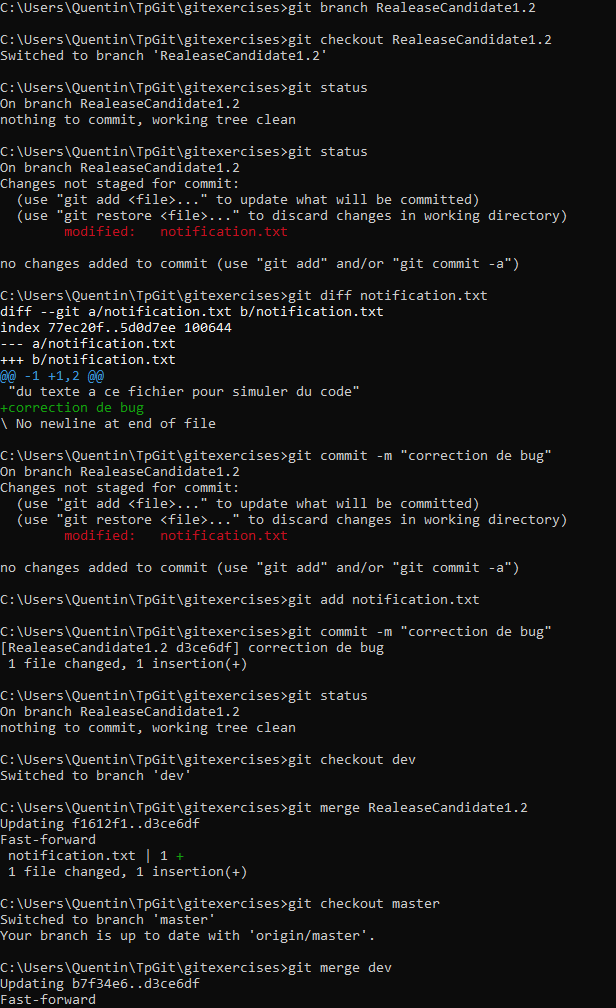 C:\Users\Quentin\TpGit\gitexercises>git branch RealeaseCandidate1.2
C:\Users\Quentin\TpGit\gitexercises>git checkout RealeaseCandidate1.2
Switched to branch 'RealeaseCandidate1.2'
C:\Users\Quentin\TpGit\gitexercises>git status
On branch RealeaseCandidate1.2
nothing to commit, working tree clean
C:\Users\Quentin\TpGit\gitexercises>git status
On branch RealeaseCandidate1.2
Changes not staged for commit:
  (use "git add <file>..." to update what will be committed)
  (use "git restore <file>..." to discard changes in working directory)
        modified:   notification.txt
no changes added to commit (use "git add" and/or "git commit -a")
C:\Users\Quentin\TpGit\gitexercises>git diff notification.txt
diff --git a/notification.txt b/notification.txt
index 77ec20f..5d0d7ee 100644
--- a/notification.txt
+++ b/notification.txt
@@ -1 +1,2 @@
 "du texte a ce fichier pour simuler du code"
+correction de bug
\ No newline at end of file
C:\Users\Quentin\TpGit\gitexercises>git commit -m "correction de bug"
On branch RealeaseCandidate1.2
Changes not staged for commit:
  (use "git add <file>..." to update what will be committed)
  (use "git restore <file>..." to discard changes in working directory)
        modified:   notification.txt
no changes added to commit (use "git add" and/or "git commit -a")
C:\Users\Quentin\TpGit\gitexercises>git add notification.txt
C:\Users\Quentin\TpGit\gitexercises>git commit -m "correction de bug"
[RealeaseCandidate1.2 d3ce6df] correction de bug
 1 file changed, 1 insertion(+)
C:\Users\Quentin\TpGit\gitexercises>git status
On branch RealeaseCandidate1.2
nothing to commit, working tree clean
C:\Users\Quentin\TpGit\gitexercises>git checkout dev
Switched to branch 'dev'
C:\Users\Quentin\TpGit\gitexercises>git merge RealeaseCandidate1.2
Updating f1612f1..d3ce6df
Fast-forward
 notification.txt | 1 +
 1 file changed, 1 insertion(+)
C:\Users\Quentin\TpGit\gitexercises>git checkout master
Switched to branch 'master'
Your branch is up to date with 'origin/master'.
C:\Users\Quentin\TpGit\gitexercises>git merge dev
Updating b7f34e6..d3ce6df
Fast-forward